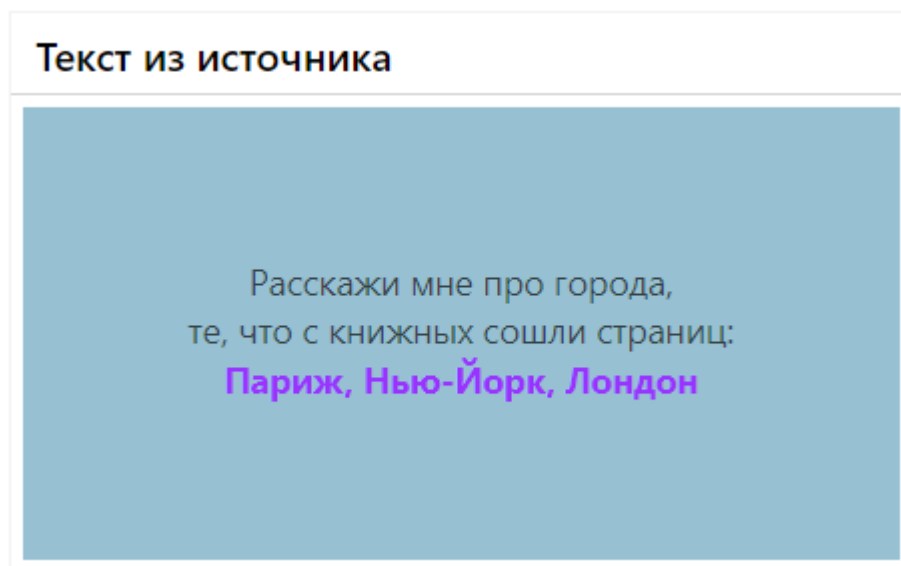 Текст из источника
Расскажи мне про города,
те, что с книжных сошли страниц:
Париж, Нью-Йорк, Лондон